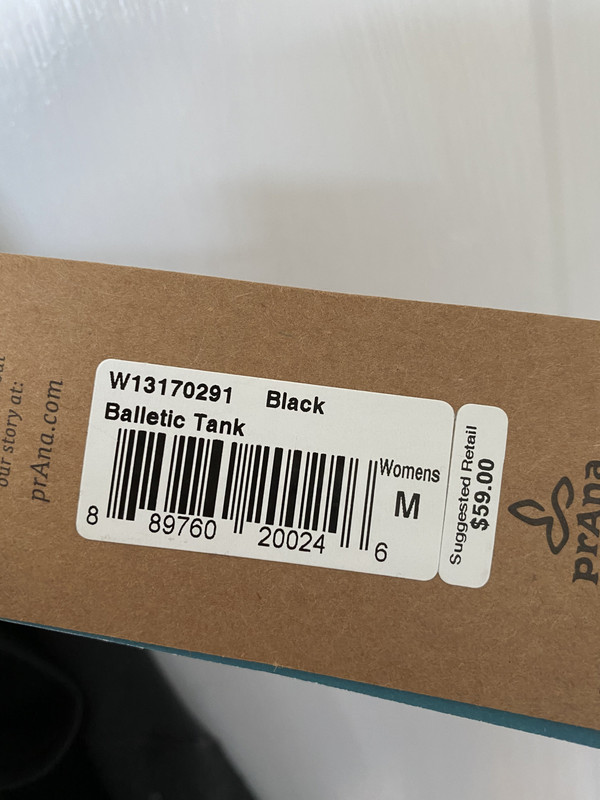 our story at:
prAna.com
W13170291 Black
Balletic Tank
Womens
M
8 89760 20024 6
Suggested Retail
$59.00
prAna